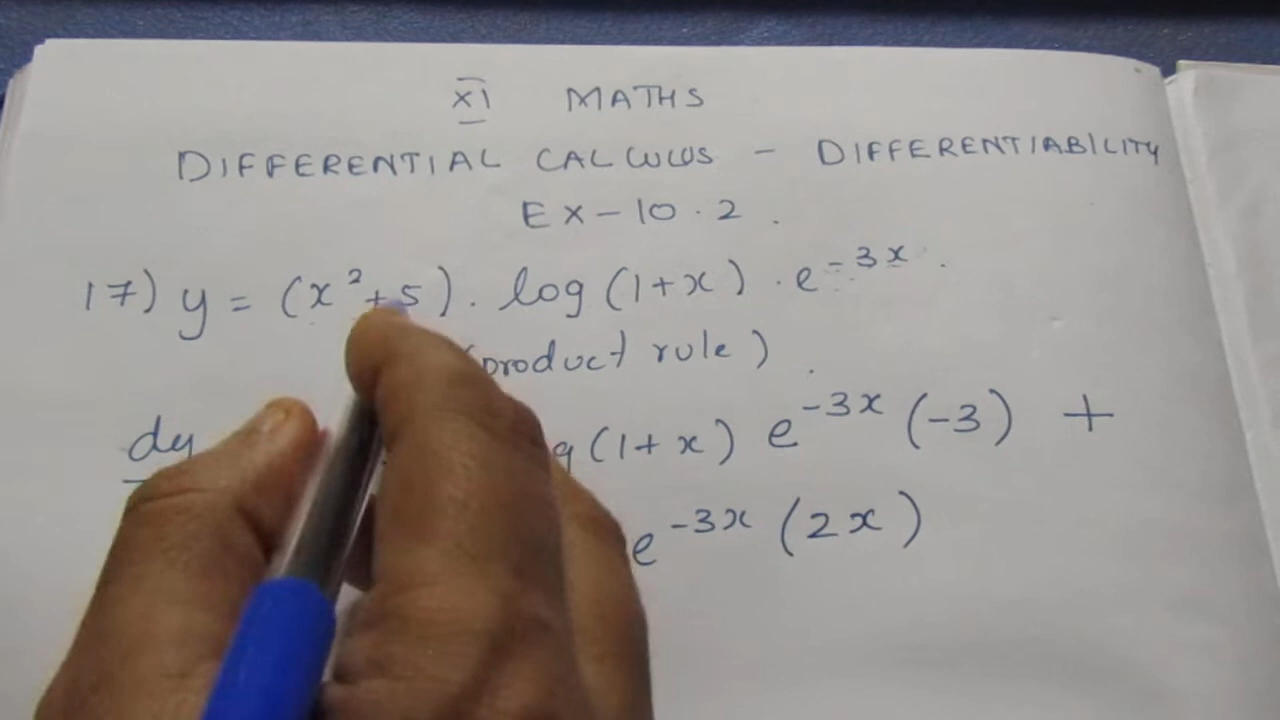 XI MATHS
DIFFERENTIAL CALCULUS - DIFFERENTIABILITY
EX-10.2.
17) y = (x²+5). log(1+x) . e⁻³ˣ.
(product rule).
dy g(1+x) e⁻³ˣ (-3) +
e⁻³ˣ (2x)